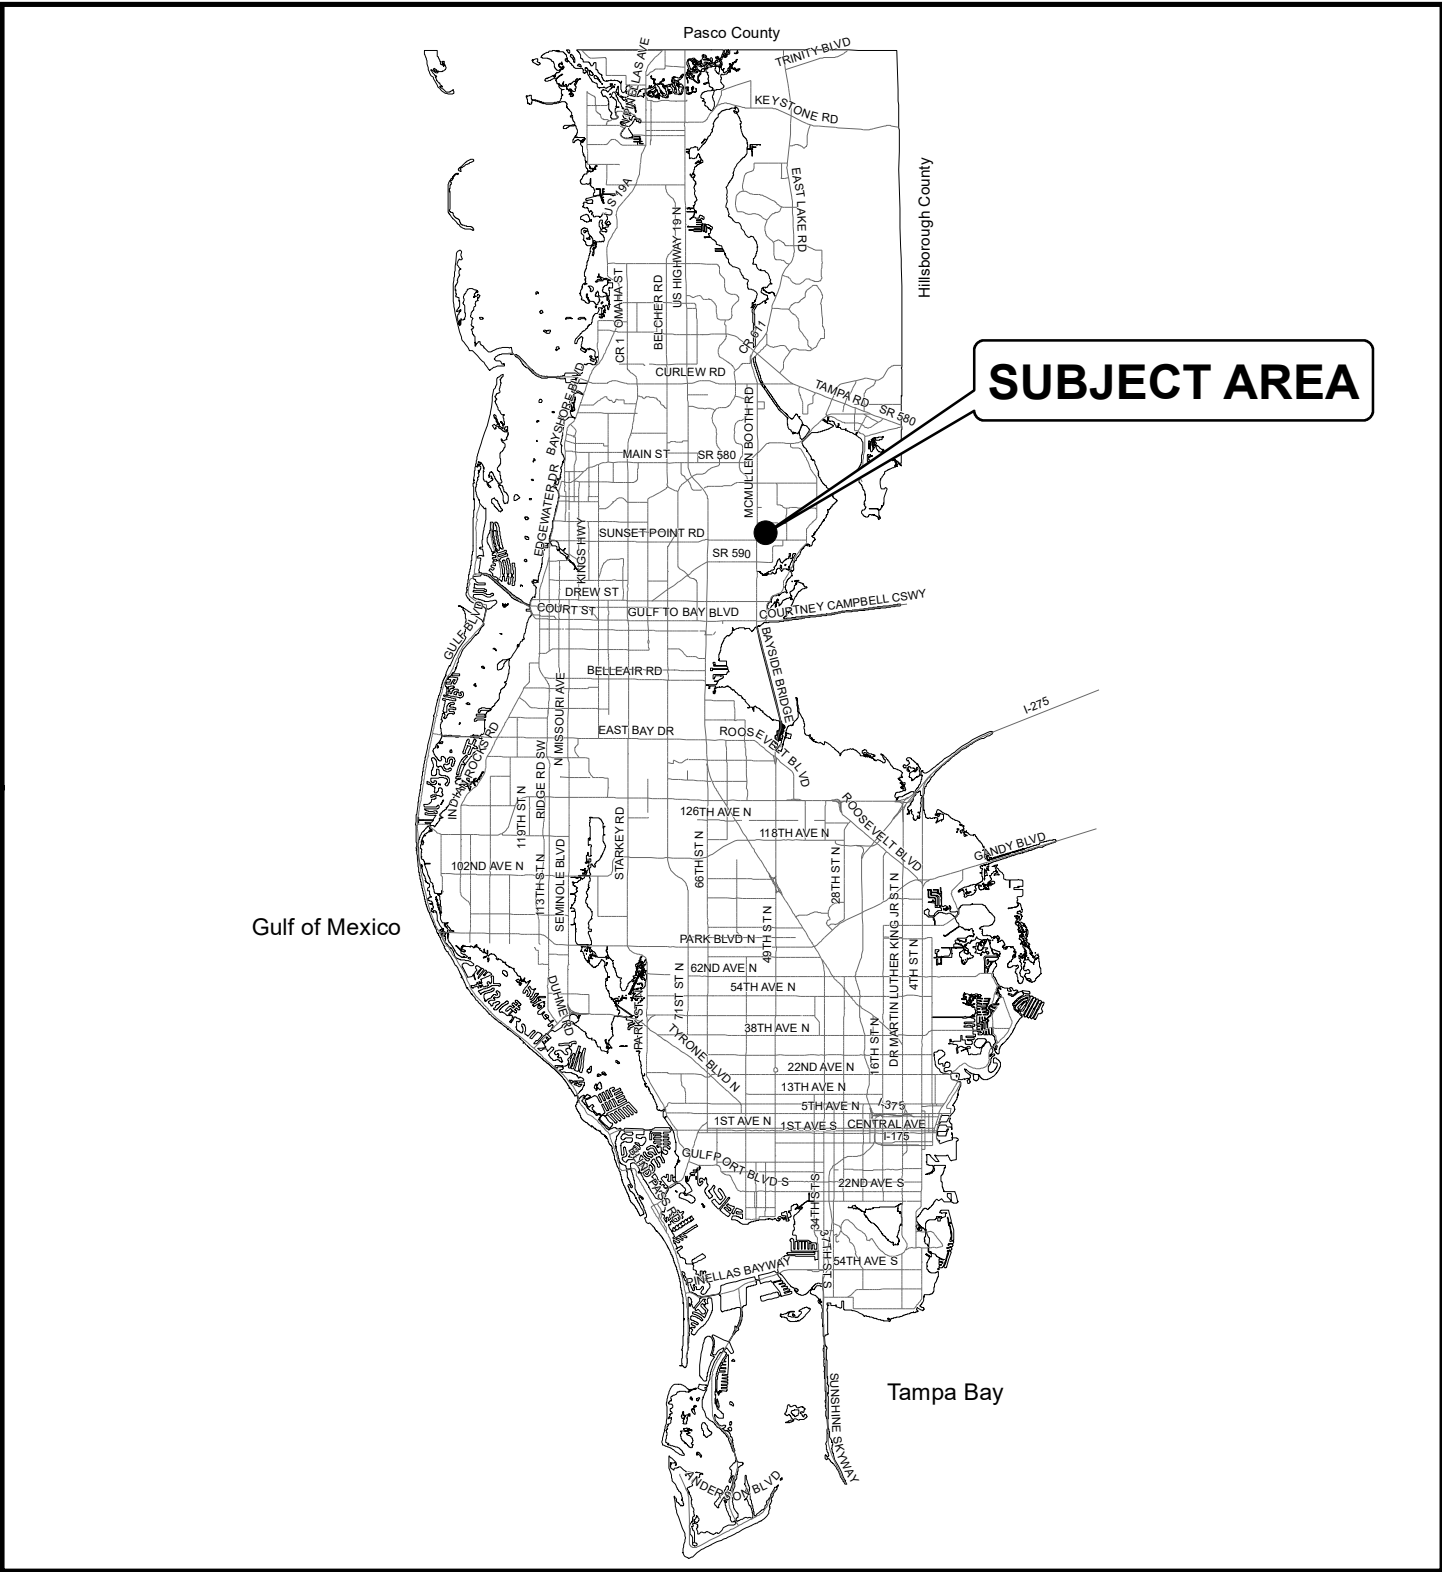 Pasco County
TRINITY BLVD
N PINELLAS AVE
KEYSTONE RD
Hillsborough County
EAST LAKE RD
US 19A
US HIGHWAY 19 N
OMAHA ST
CR 1
BELCHER RD
CR 611
CURLEW RD
SUBJECT AREA
TAMPA RD
SR 580
BAYSHORE BLVD
MCMULLEN BOOTH RD
MAIN ST
SR 580
EDGEWATER DR
KINGS HWY
SUNSET POINT RD
SR 590
DREW ST
COURT ST
GULF TO BAY BLVD
COURTNEY CAMPBELL CSWY
GULF BLVD
BAYSIDE BRIDGE
BELLEAIR RD
N MISSOURI AVE
I-275
EAST BAY DR
ROOSEVELT BLVD
INDIAN ROCKS RD
RIDGE RD SW
119TH ST N
126TH AVE N
118TH AVE N
ROOSEVELT BLVD
GANDY BLVD
STARKEY RD
66TH ST N
28TH ST N
102ND AVE N
113TH ST N
SEMINOLE BLVD
DR MARTIN LUTHER KING JR ST N
Gulf of Mexico
49TH ST N
PARK BLVD N
4TH ST N
62ND AVE N
71ST ST N
54TH AVE N
DUHME RD
PARK ST N
38TH AVE N
16TH ST N
TYRONE BLVD N
22ND AVE N
13TH AVE N
5TH AVE N
I-375
1ST AVE N
1ST AVE S
CENTRAL AVE
I-175
GULFPORT BLVD S
22ND AVE S
34TH ST S
37TH ST S
54TH AVE S
PINELLAS BAYWAY
Tampa Bay
SUNSHINE SKYWAY
ANDERSON BLVD